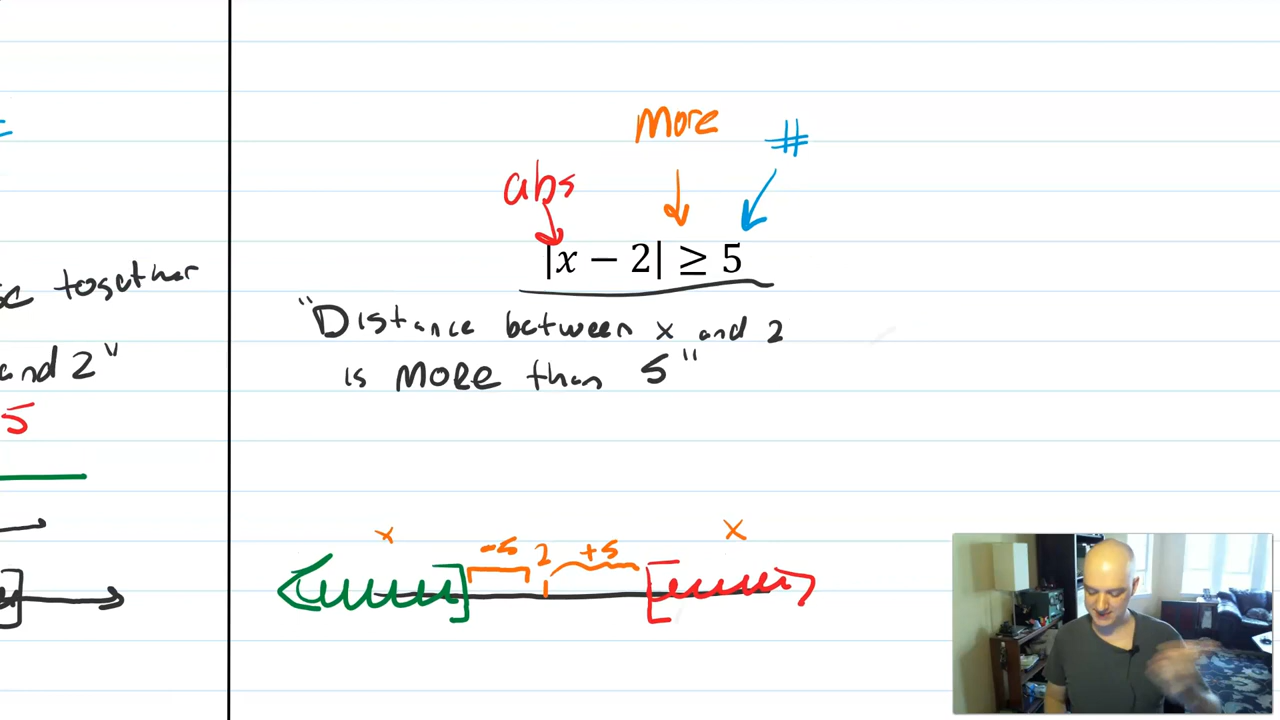 more
#
abs
|x − 2| ≥ 5
"Distance between x and 2
is more than 5"
together
and 2"
5
x
-5
2
+5
x